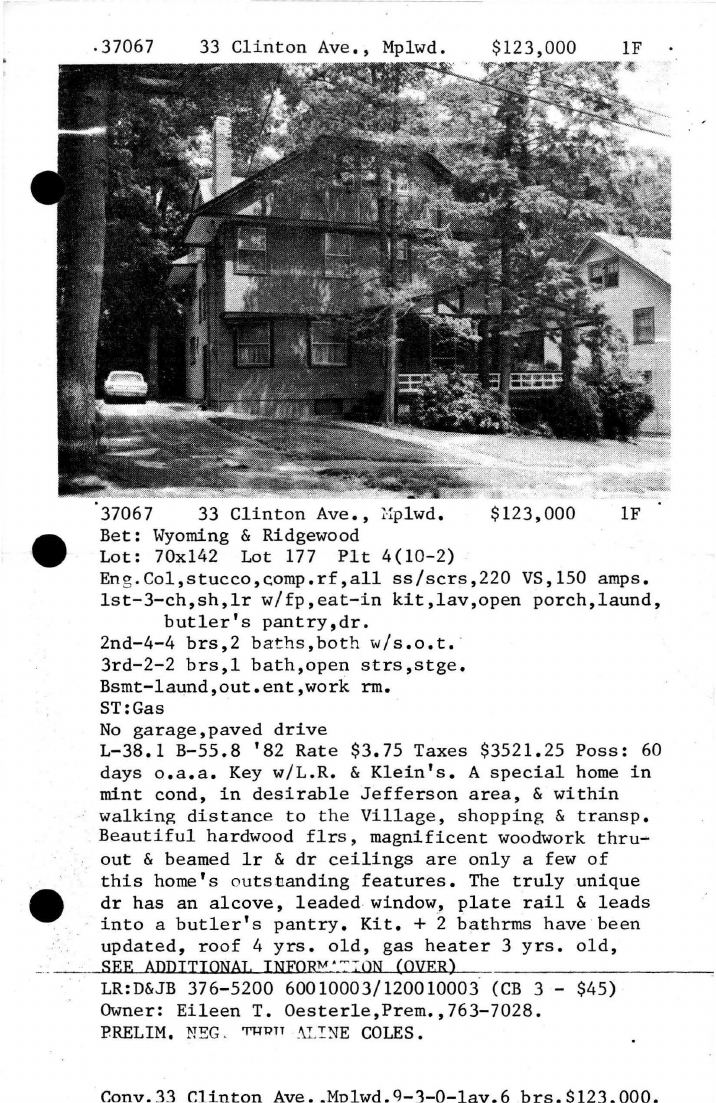 37067 33 Clinton Ave., Mplwd. $123,000 1F
37067 33 Clinton Ave., Mplwd. $123,000 1F
Bet: Wyoming & Ridgewood
Lot: 70x142 Lot 177 Plt 4(10-2)
Eng.Col,stucco,comp.rf,all ss/scrs,220 VS,150 amps.
1st-3-ch,sh,lr w/fp,eat-in kit,lav,open porch,laund,
butler's pantry,dr.
2nd-4-4 brs,2 baths,both w/s.o.t.
3rd-2-2 brs,1 bath,open strs,stge.
Bsmt-laund,out.ent,work rm.
ST:Gas
No garage,paved drive
L-38.1 B-55.8 '82 Rate $3.75 Taxes $3521.25 Poss: 60
days o.a.a. Key w/L.R. & Klein's. A special home in
mint cond, in desirable Jefferson area, & within
walking distance to the Village, shopping & transp.
Beautiful hardwood flrs, magnificent woodwork thru-
out & beamed lr & dr ceilings are only a few of
this home's outstanding features. The truly unique
dr has an alcove, leaded window, plate rail & leads
into a butler's pantry. Kit. + 2 bathrms have been
updated, roof 4 yrs. old, gas heater 3 yrs. old,
SEE ADDITIONAL INFORMATION (OVER)
LR:D&JB 376-5200 60010003/120010003 (CB 3 - $45)
Owner: Eileen T. Oesterle,Prem.,763-7028.
PRELIM. NEG. THRU ALINE COLES.
Conv.33 Clinton Ave.,Mplwd.9-3-0-lav.6 brs.$123,000.